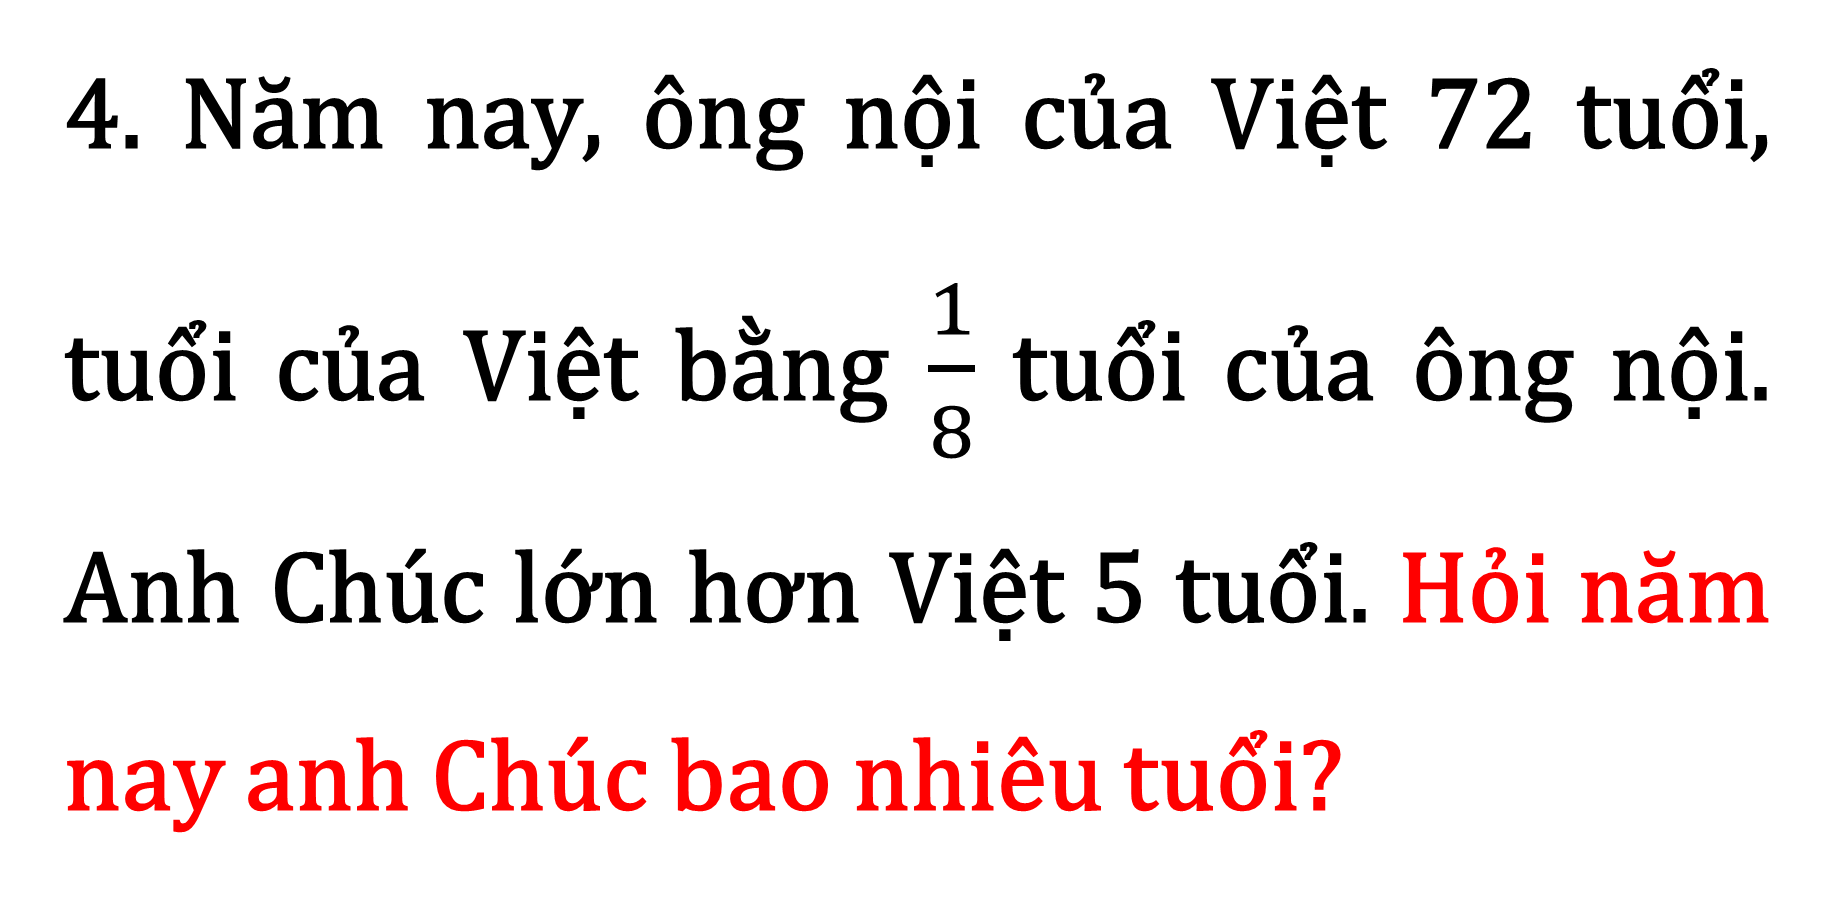 4. Năm nay, ông nội của Việt 72 tuổi,
tuổi của Việt bằng 1/8 tuổi của ông nội.
Anh Chúc lớn hơn Việt 5 tuổi. Hỏi năm
nay anh Chúc bao nhiêu tuổi?